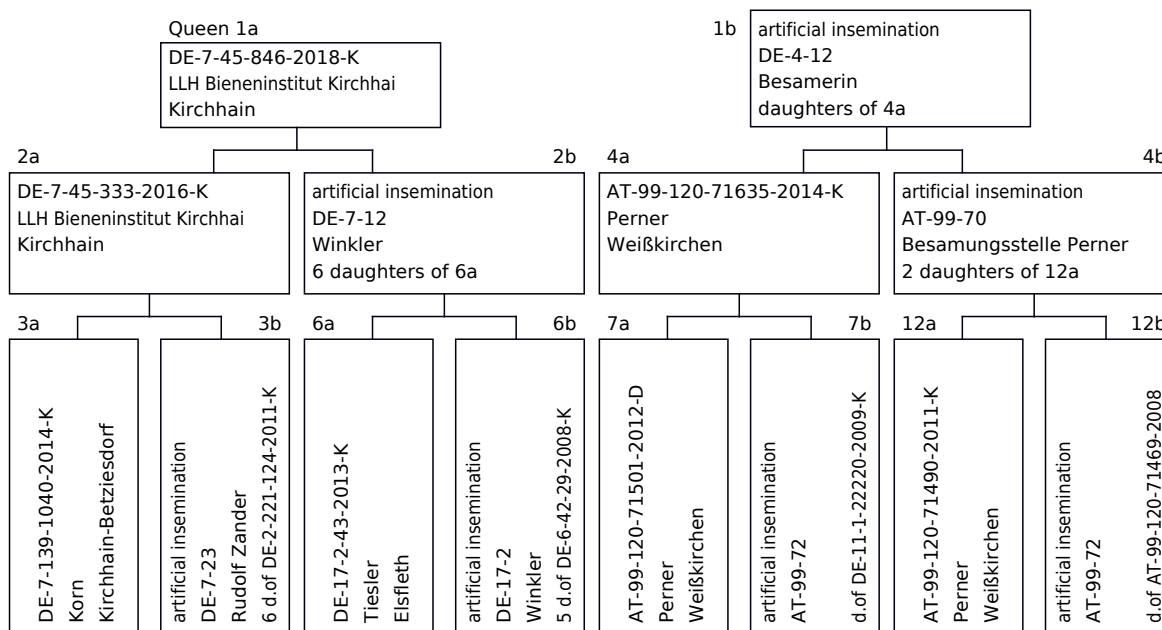 Queen 1a
DE-7-45-846-2018-K
LLH Bieneninstitut Kirchhai
Kirchhain
1b
artificial insemination
DE-4-12
Besamerin
daughters of 4a
2a
DE-7-45-333-2016-K
LLH Bieneninstitut Kirchhai
Kirchhain
2b
artificial insemination
DE-7-12
Winkler
6 daughters of 6a
4a
AT-99-120-71635-2014-K
Perner
Weißkirchen
4b
artificial insemination
AT-99-70
Besamungsstelle Perner
2 daughters of 12a
3a
DE-7-139-1040-2014-K
Korn
Kirchhain-Betziesdorf
3b
artificial insemination
DE-7-23
Rudolf Zander
6 d.of DE-2-221-124-2011-K
6a
DE-17-2-43-2013-K
Tiesler
Elsfleth
6b
artificial insemination
DE-17-2
Winkler
5 d.of DE-6-42-29-2008-K
7a
AT-99-120-71501-2012-D
Perner
Weißkirchen
7b
artificial insemination
AT-99-72
d.of DE-11-1-22220-2009-K
12a
AT-99-120-71490-2011-K
Perner
Weißkirchen
12b
artificial insemination
AT-99-72
d.of AT-99-120-71469-2008